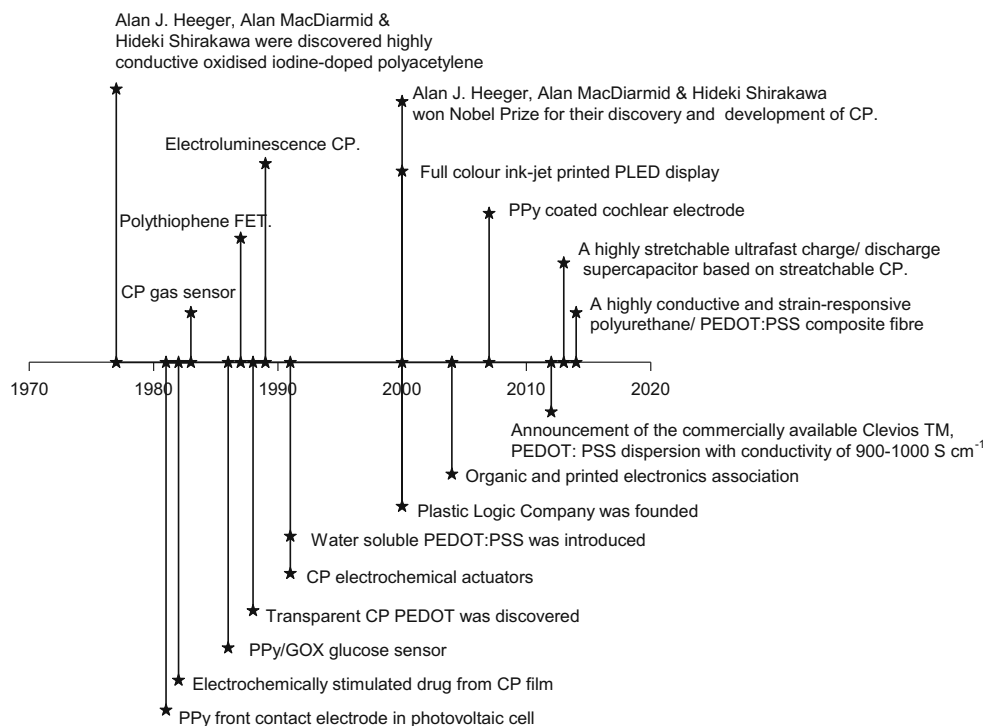 Alan J. Heeger, Alan MacDiarmid &
Hideki Shirakawa were discovered highly
conductive oxidised iodine-doped polyacetylene
Alan J. Heeger, Alan MacDiarmid & Hideki Shirakawa
won Nobel Prize for their discovery and development of CP.
Electroluminescence CP.
Full colour ink-jet printed PLED display
PPy coated cochlear electrode
Polythiophene FET.
A highly stretchable ultrafast charge/ discharge
supercapacitor based on streatchable CP.
CP gas sensor
A highly conductive and strain-responsive
polyurethane/ PEDOT:PSS composite fibre
1970 1980 1990 2000 2010 2020
Announcement of the commercially available Clevios TM,
PEDOT: PSS dispersion with conductivity of 900-1000 S cm⁻¹
Organic and printed electronics association
Plastic Logic Company was founded
Water soluble PEDOT:PSS was introduced
CP electrochemical actuators
Transparent CP PEDOT was discovered
PPy/GOX glucose sensor
Electrochemically stimulated drug from CP film
PPy front contact electrode in photovoltaic cell